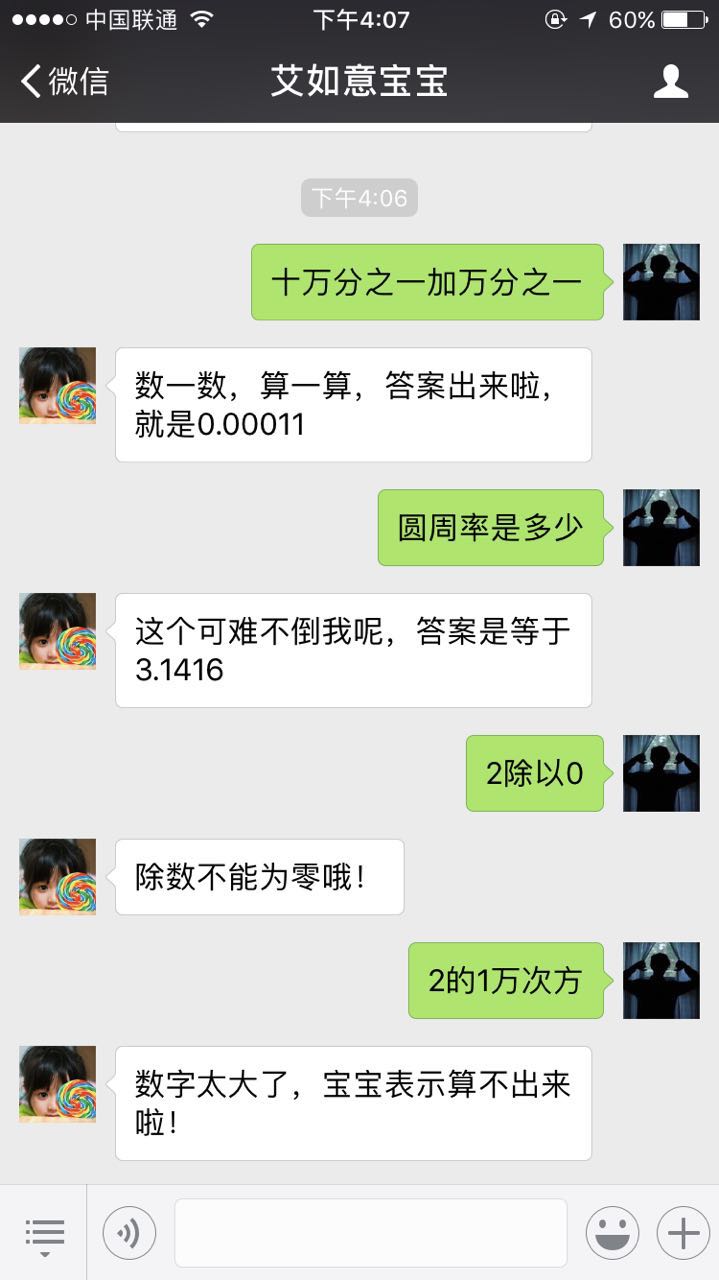 中国联通 下午4:07 60%
微信 艾如意宝宝
下午4:06
十万分之一加万分之一
数一数，算一算，答案出来啦，
就是0.00011
圆周率是多少
这个可难不倒我呢，答案是等于
3.1416
2除以0
除数不能为零哦！
2的1万次方
数字太大了，宝宝表示算不出来
啦！